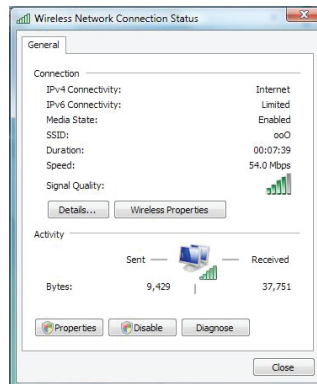 Wireless Network Connection Status
General
Connection
IPv4 Connectivity: Internet
IPv6 Connectivity: Limited
Media State: Enabled
SSID: ooO
Duration: 00:07:39
Speed: 54.0 Mbps
Signal Quality:
Details... Wireless Properties
Activity
Sent Received
Bytes: 9,429 37,751
Properties Disable Diagnose
Close